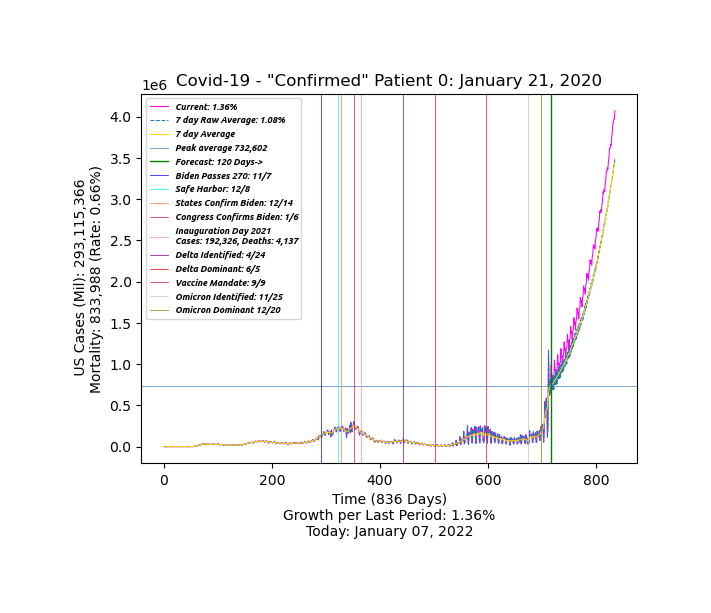 Covid-19 - "Confirmed" Patient 0: January 21, 2020
1e6
4.0
3.5
3.0
2.5
2.0
1.5
1.0
0.5
0.0
US Cases (Mil): 293,115,366
Mortality: 833,988 (Rate: 0.66%)
Current: 1.36%
7 day Raw Average: 1.08%
7 day Average
Peak average 732,602
Forecast: 120 Days->
Biden Passes 270: 11/7
Safe Harbor: 12/8
States Confirm Biden: 12/14
Congress Confirms Biden: 1/6
Inauguration Day 2021
Cases: 192,326, Deaths: 4,137
Delta Identified: 4/24
Delta Dominant: 6/5
Vaccine Mandate: 9/9
Omicron Identified: 11/25
Omicron Dominant 12/20
0 200 400 600 800
Time (836 Days)
Growth per Last Period: 1.36%
Today: January 07, 2022